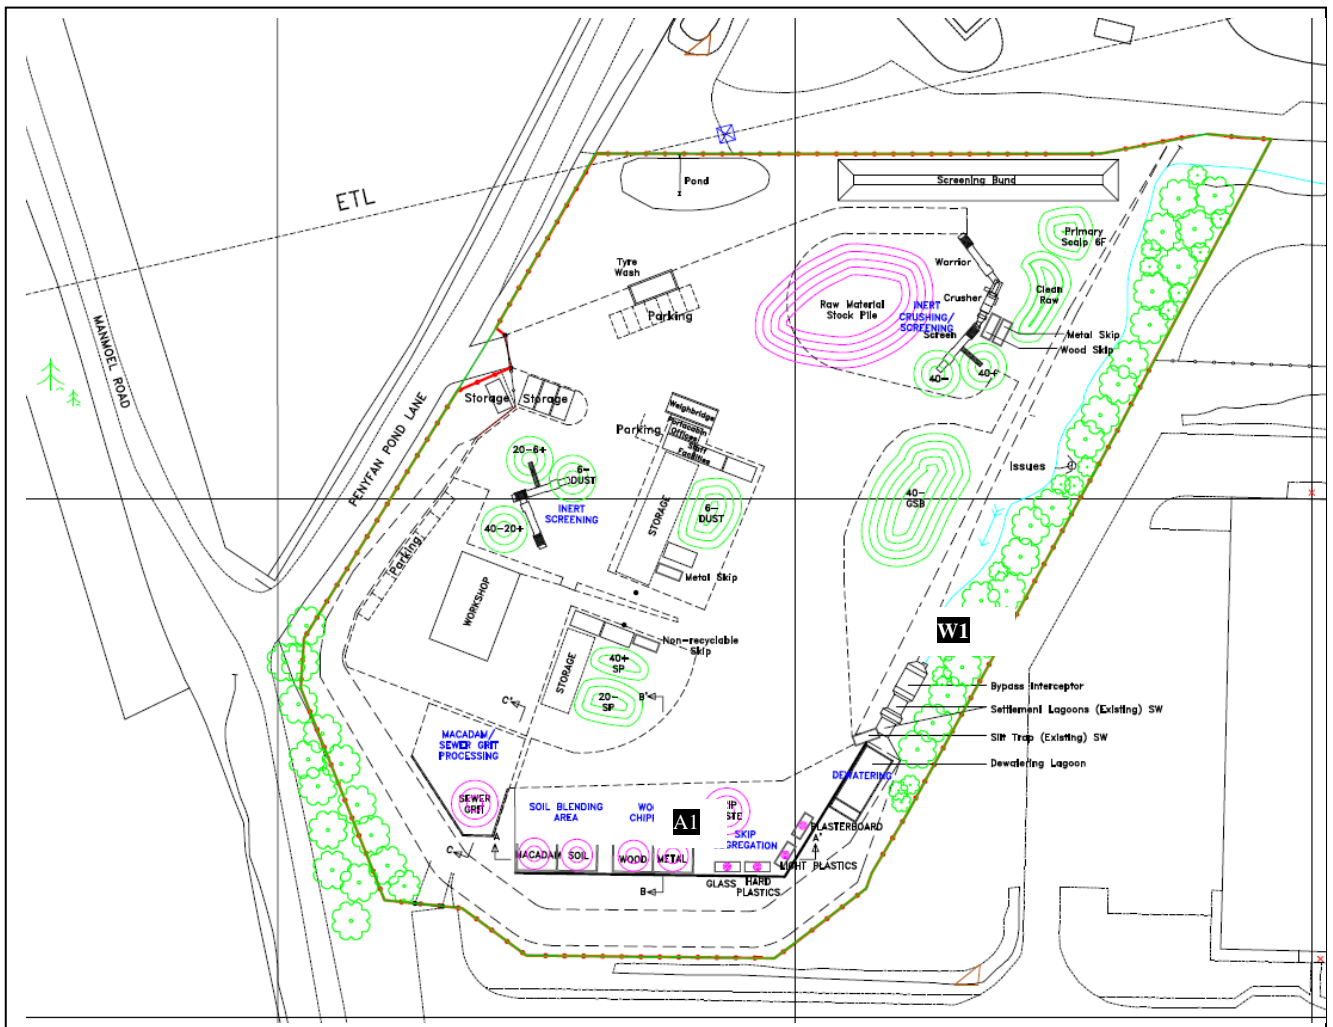 ETL
MANMOEL ROAD
PENYFAN POND LANE
Pond
Screening Bund
Primary
Scalp 6F
Warrior
Clean
Raw
Crusher
Raw Material
Stock Pile
INERT
CRUSHING/
SCREENING
Screen
Metal Skip
Wood Skip
40-
40+
Tyre
Wash
Parking
Storage
Storage
Weighbridge
Portacabin
Offices
Staff
Facilities
Parking
20-6+
6-
DUST
INERT
SCREENING
40-20+
STORAGE
6-
DUST
40-
GSB
Issues
Parking
Metal Skip
WORKSHOP
Non-recyclable
Skip
STORAGE
40+
SP
20-
SP
B'
C'
W1
Bypass Interceptor
Settlement Lagoons (Existing) SW
Silt Trap (Existing) SW
Dewatering Lagoon
DEWATERING
MACADAM/
SEWER GRIT
PROCESSING
SEWER
GRIT
SOIL BLENDING
AREA
A1
SKIP
PLASTERBOARD
A
A'
C
MACADAM
SOIL
WOOD
METAL
LIGHT PLASTICS
GLASS
HARD
PLASTICS
B